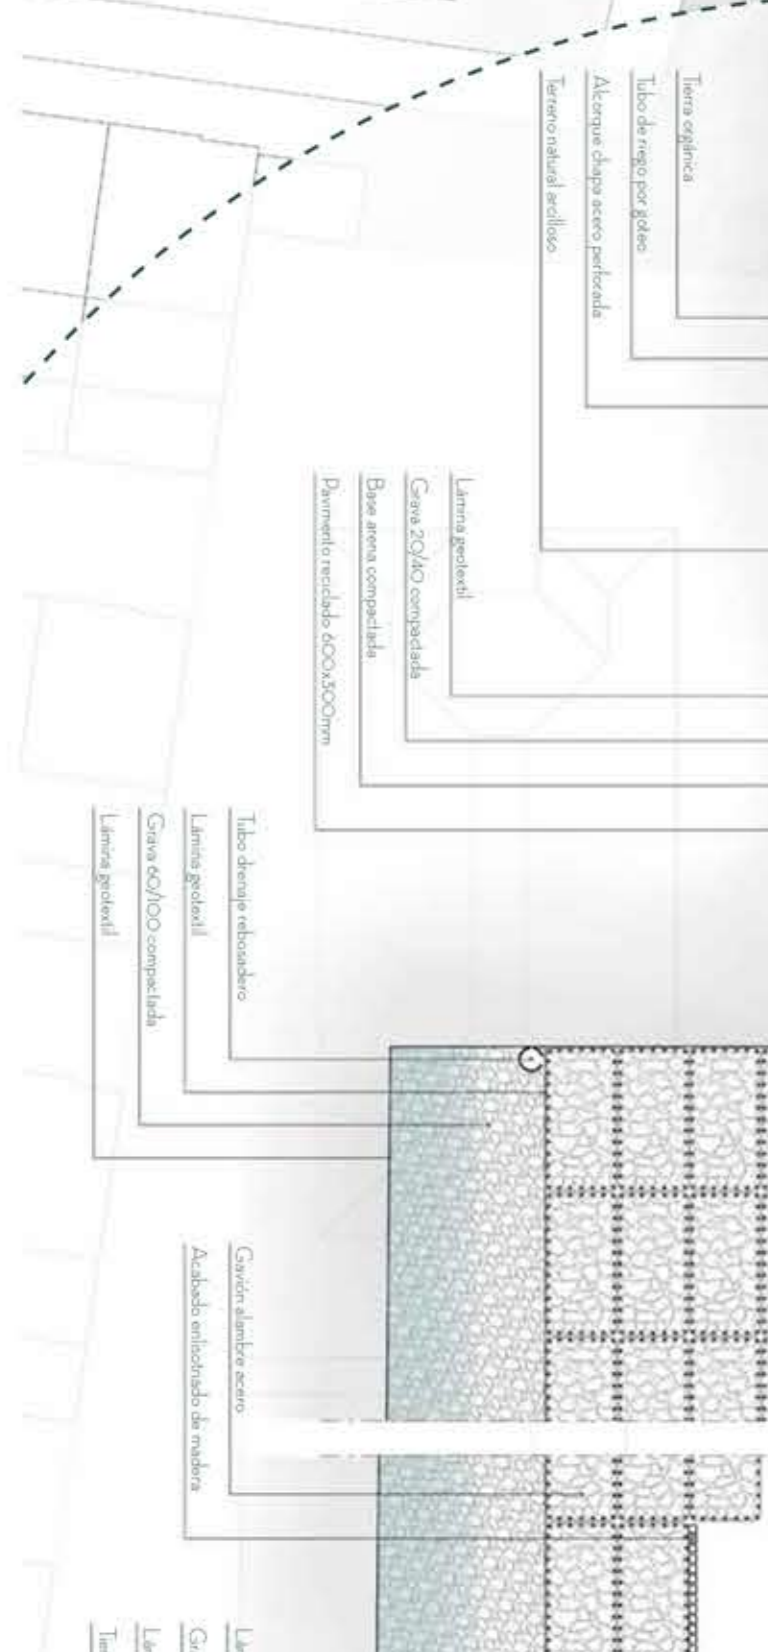 Tierra orgánica
Tubo de riego por goteo
Alcorque chapa acero perforada
Terreno natural arcilloso
Lámina geotextil
Grava 20/40 compactada
Base arena compactada
Pavimento reciclado 600x300mm
Tubo drenaje rebosadero
Lámina geotextil
Grava 60/100 compactada
Lámina geotextil
Gavión alambre acero
Acabado enlistonado de madera